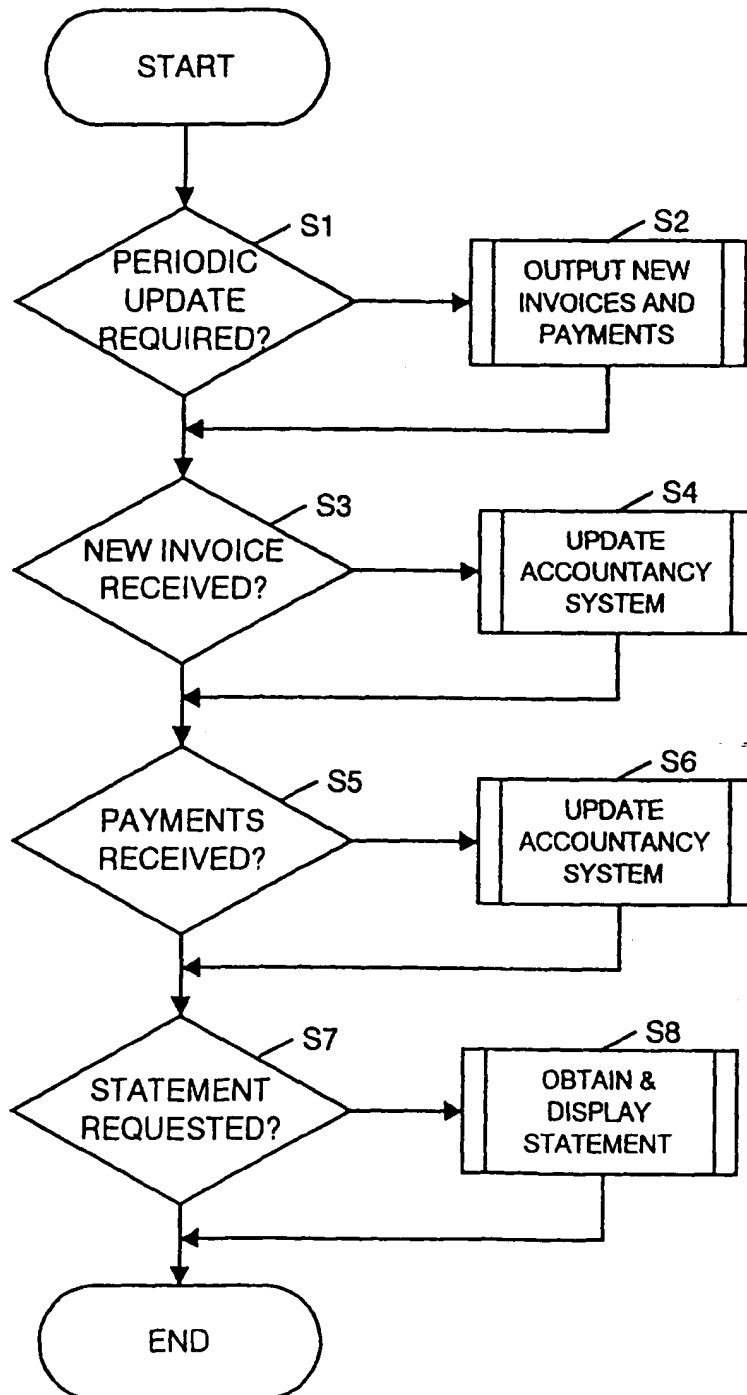 START
S1
PERIODIC
UPDATE
REQUIRED?
S2
OUTPUT NEW
INVOICES AND
PAYMENTS
S3
NEW INVOICE
RECEIVED?
S4
UPDATE
ACCOUNTANCY
SYSTEM
S5
PAYMENTS
RECEIVED?
S6
UPDATE
ACCOUNTANCY
SYSTEM
S7
STATEMENT
REQUESTED?
S8
OBTAIN &
DISPLAY
STATEMENT
END